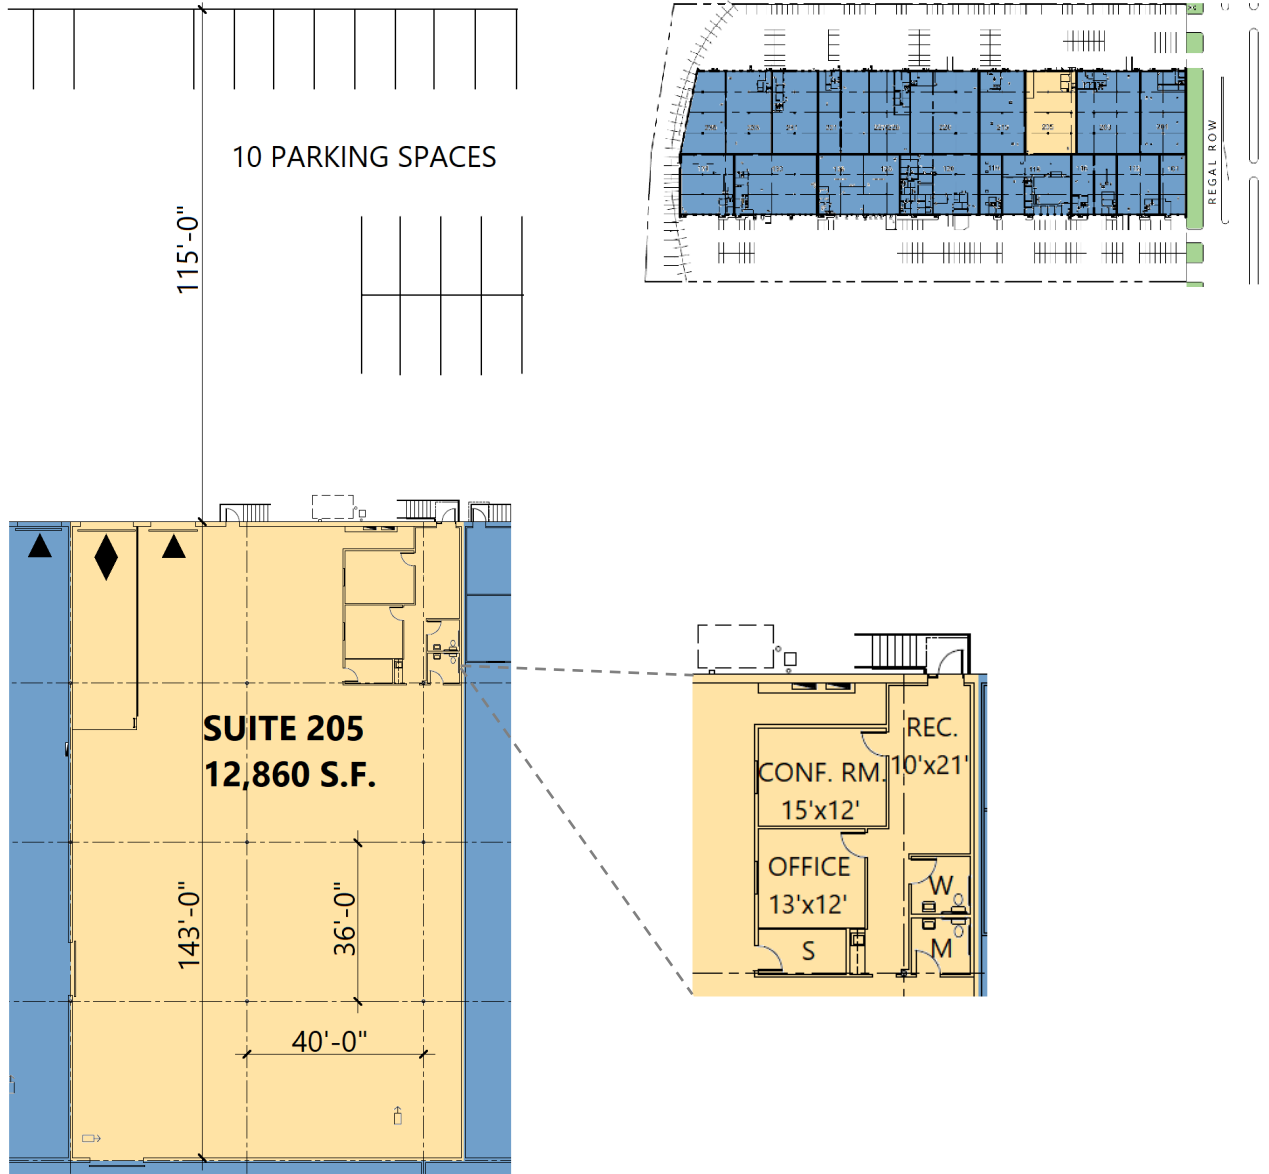 10 PARKING SPACES
115'-0"
REGAL ROW
205
SUITE 205
12,860 S.F.
143'-0"
36'-0"
40'-0"
REC.
10'x21'
CONF. RM.
15'x12'
OFFICE
13'x12'
W
S
M